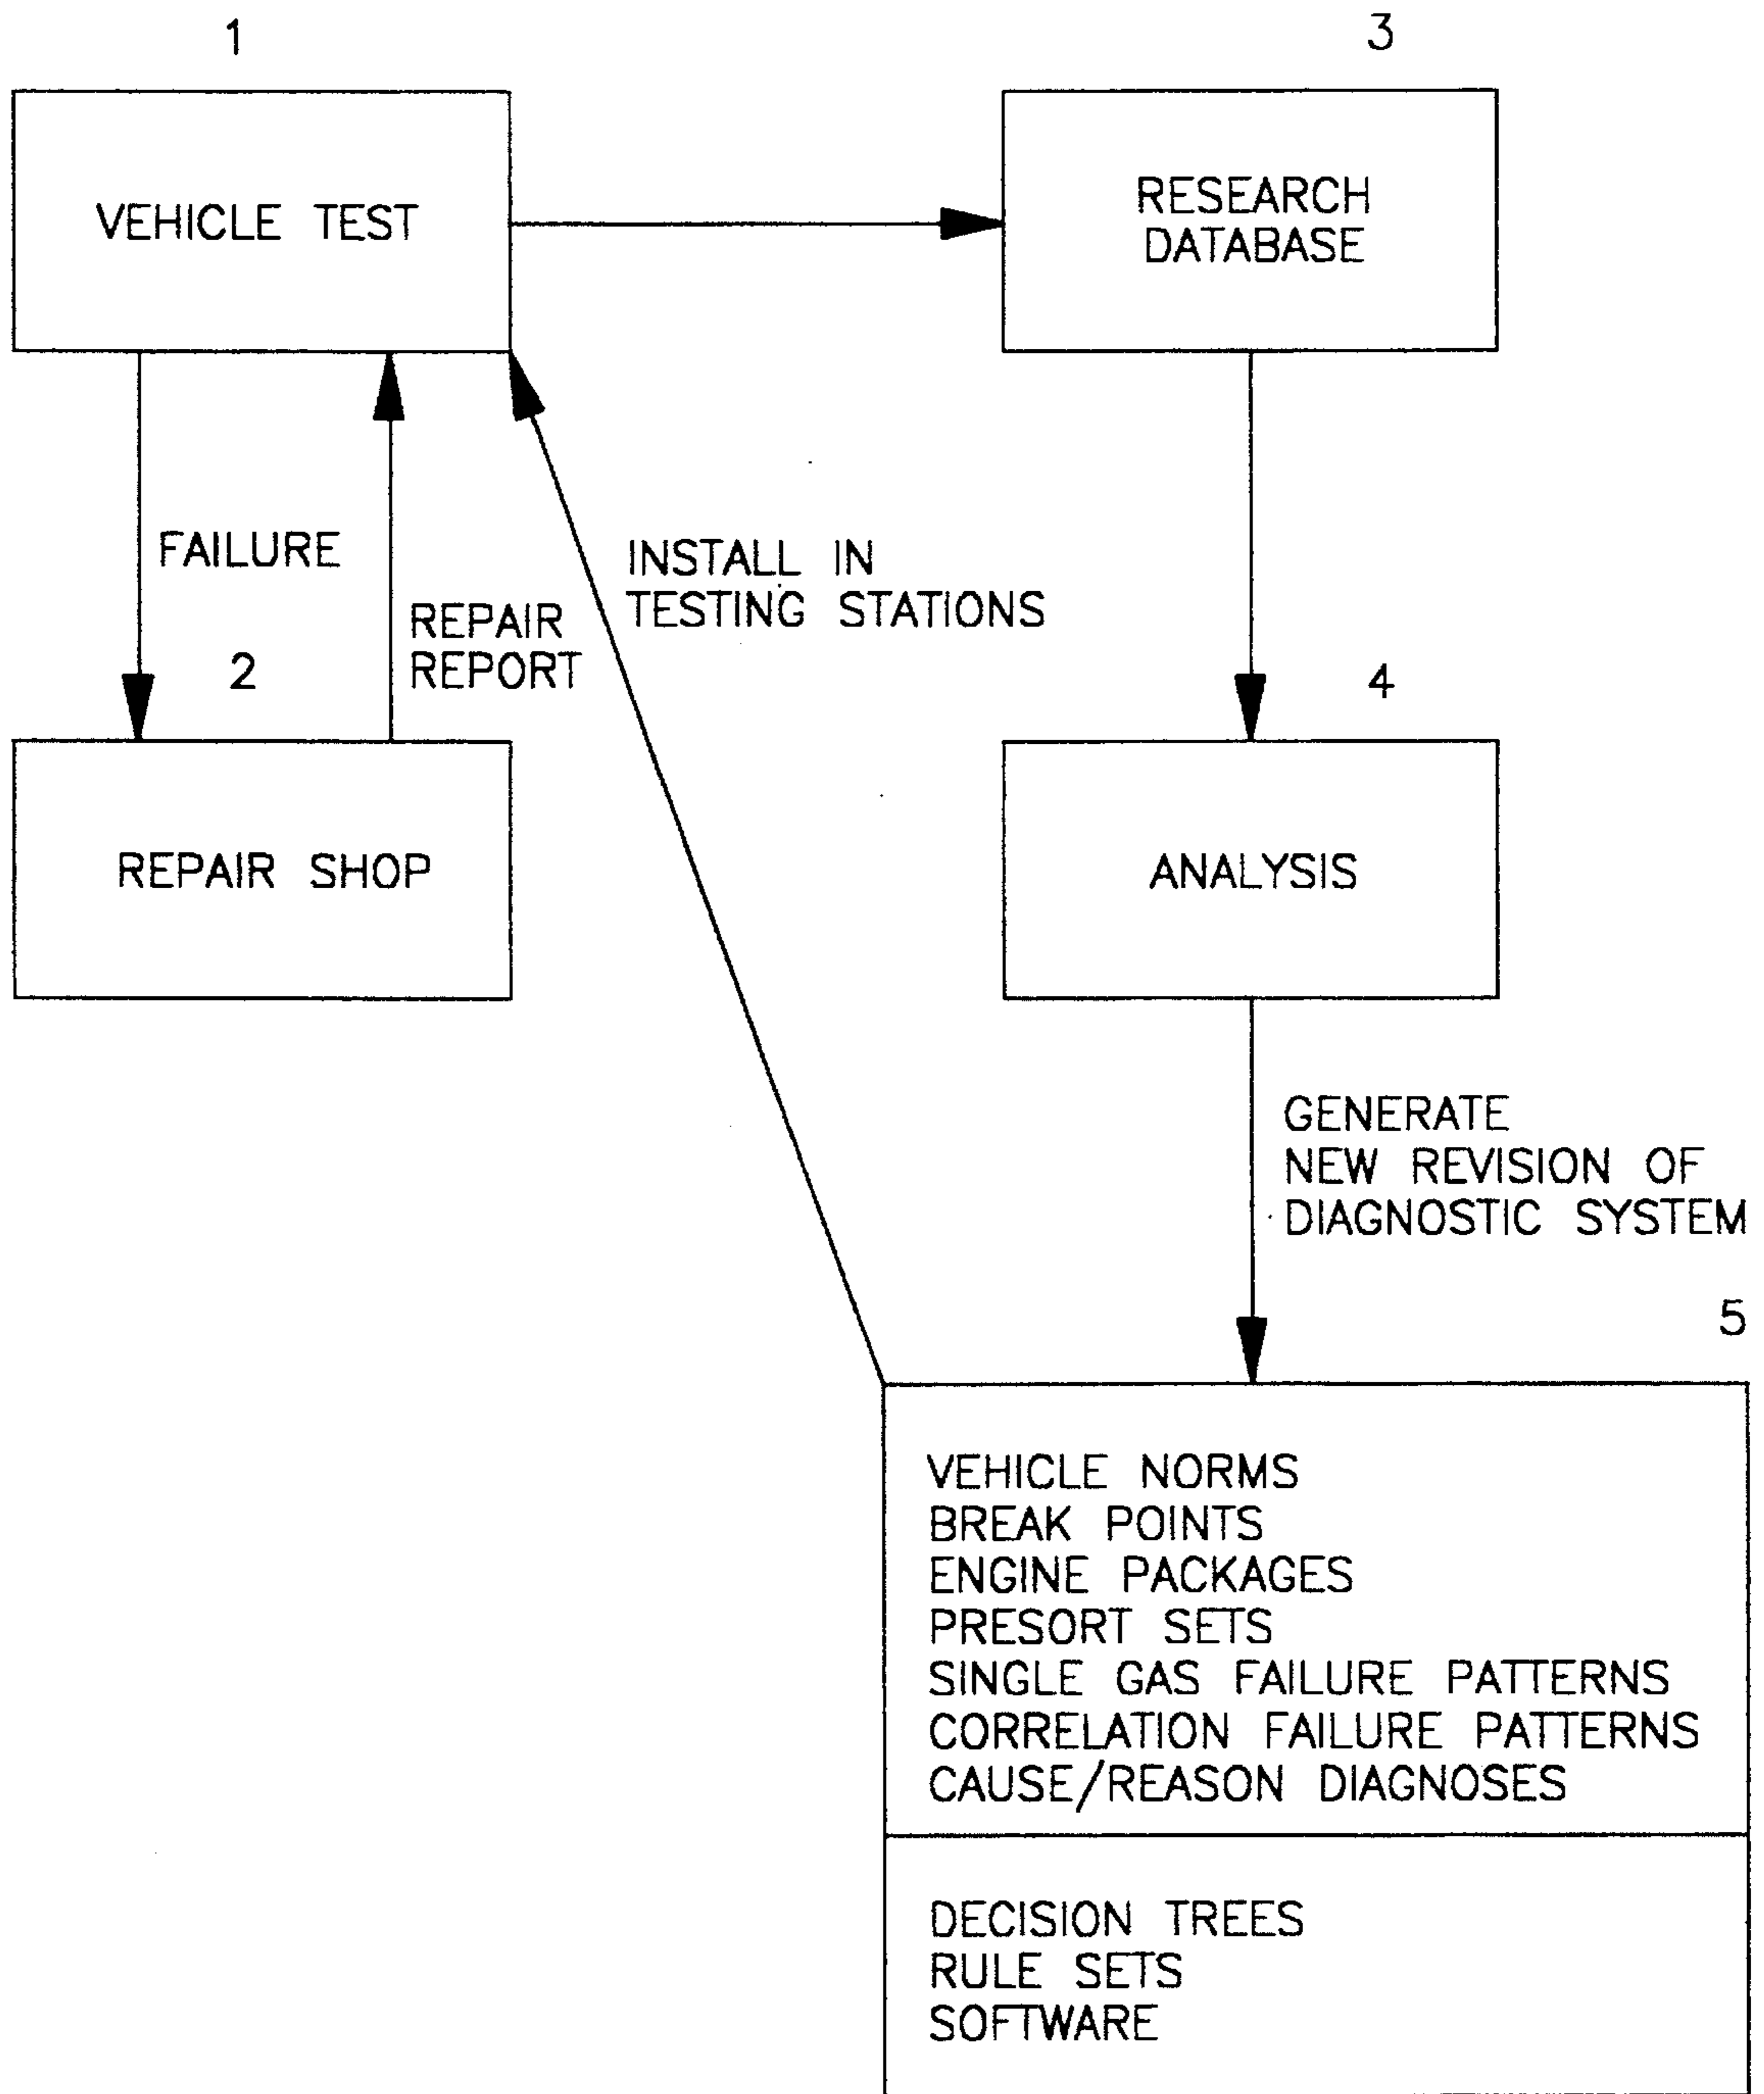 1
3
VEHICLE TEST
RESEARCH
DATABASE
FAILURE
INSTALL IN
TESTING STATIONS
REPAIR
REPORT
2
4
REPAIR SHOP
ANALYSIS
GENERATE
NEW REVISION OF
DIAGNOSTIC SYSTEM
5
VEHICLE NORMS
BREAK POINTS
ENGINE PACKAGES
PRESORT SETS
SINGLE GAS FAILURE PATTERNS
CORRELATION FAILURE PATTERNS
CAUSE/REASON DIAGNOSES
DECISION TREES
RULE SETS
SOFTWARE